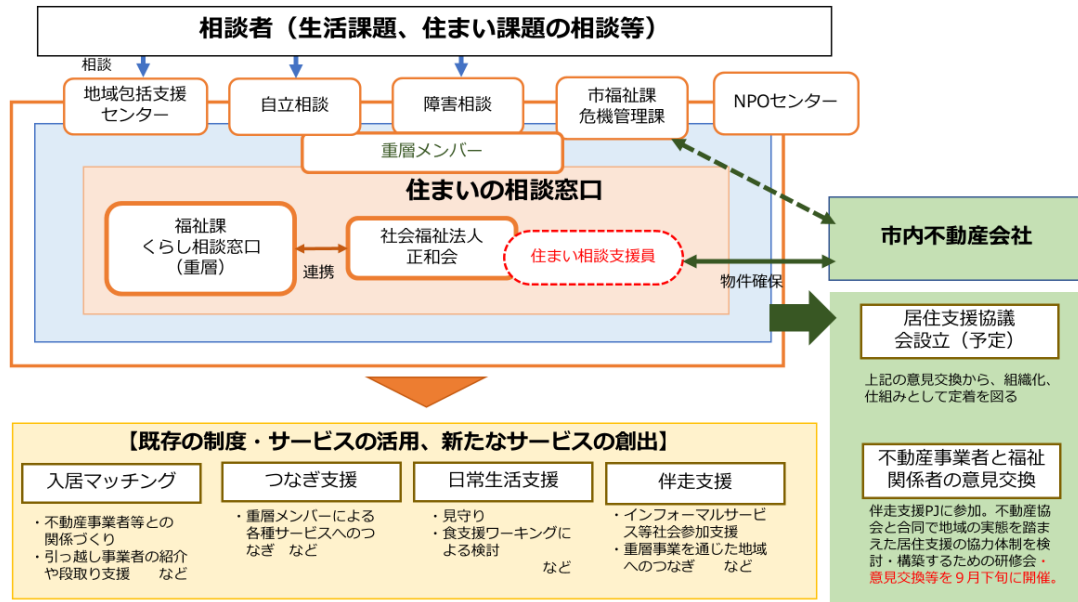 相談者（生活課題、住まい課題の相談等）
相談
地域包括支援
センター
自立相談
障害相談
市福祉課
危機管理課
NPOセンター
重層メンバー
住まいの相談窓口
福祉課
くらし相談窓口
（重層）
連携
社会福祉法人
正和会
住まい相談支援員
物件確保
市内不動産会社
居住支援協議
会設立（予定）
上記の意見交換から、組織化、
仕組みとして定着を図る
不動産事業者と福祉
関係者の意見交換
伴走支援PJに参加。不動産協
会と合同で地域の実態を踏ま
えた居住支援の協力体制を検
討・構築するための研修会・
意見交換等を９月下旬に開催。
【既存の制度・サービスの活用、新たなサービスの創出】
入居マッチング
・不動産事業者等との
関係づくり
・引っ越し事業者の紹介
や段取り支援　　など
つなぎ支援
・重層メンバーによる
各種サービスへのつ
なぎ　など
日常生活支援
・見守り
・食支援ワーキングに
よる検討
など
伴走支援
・インフォーマルサービ
ス等社会参加支援
・重層事業を通じた地域
へのつなぎ　　など